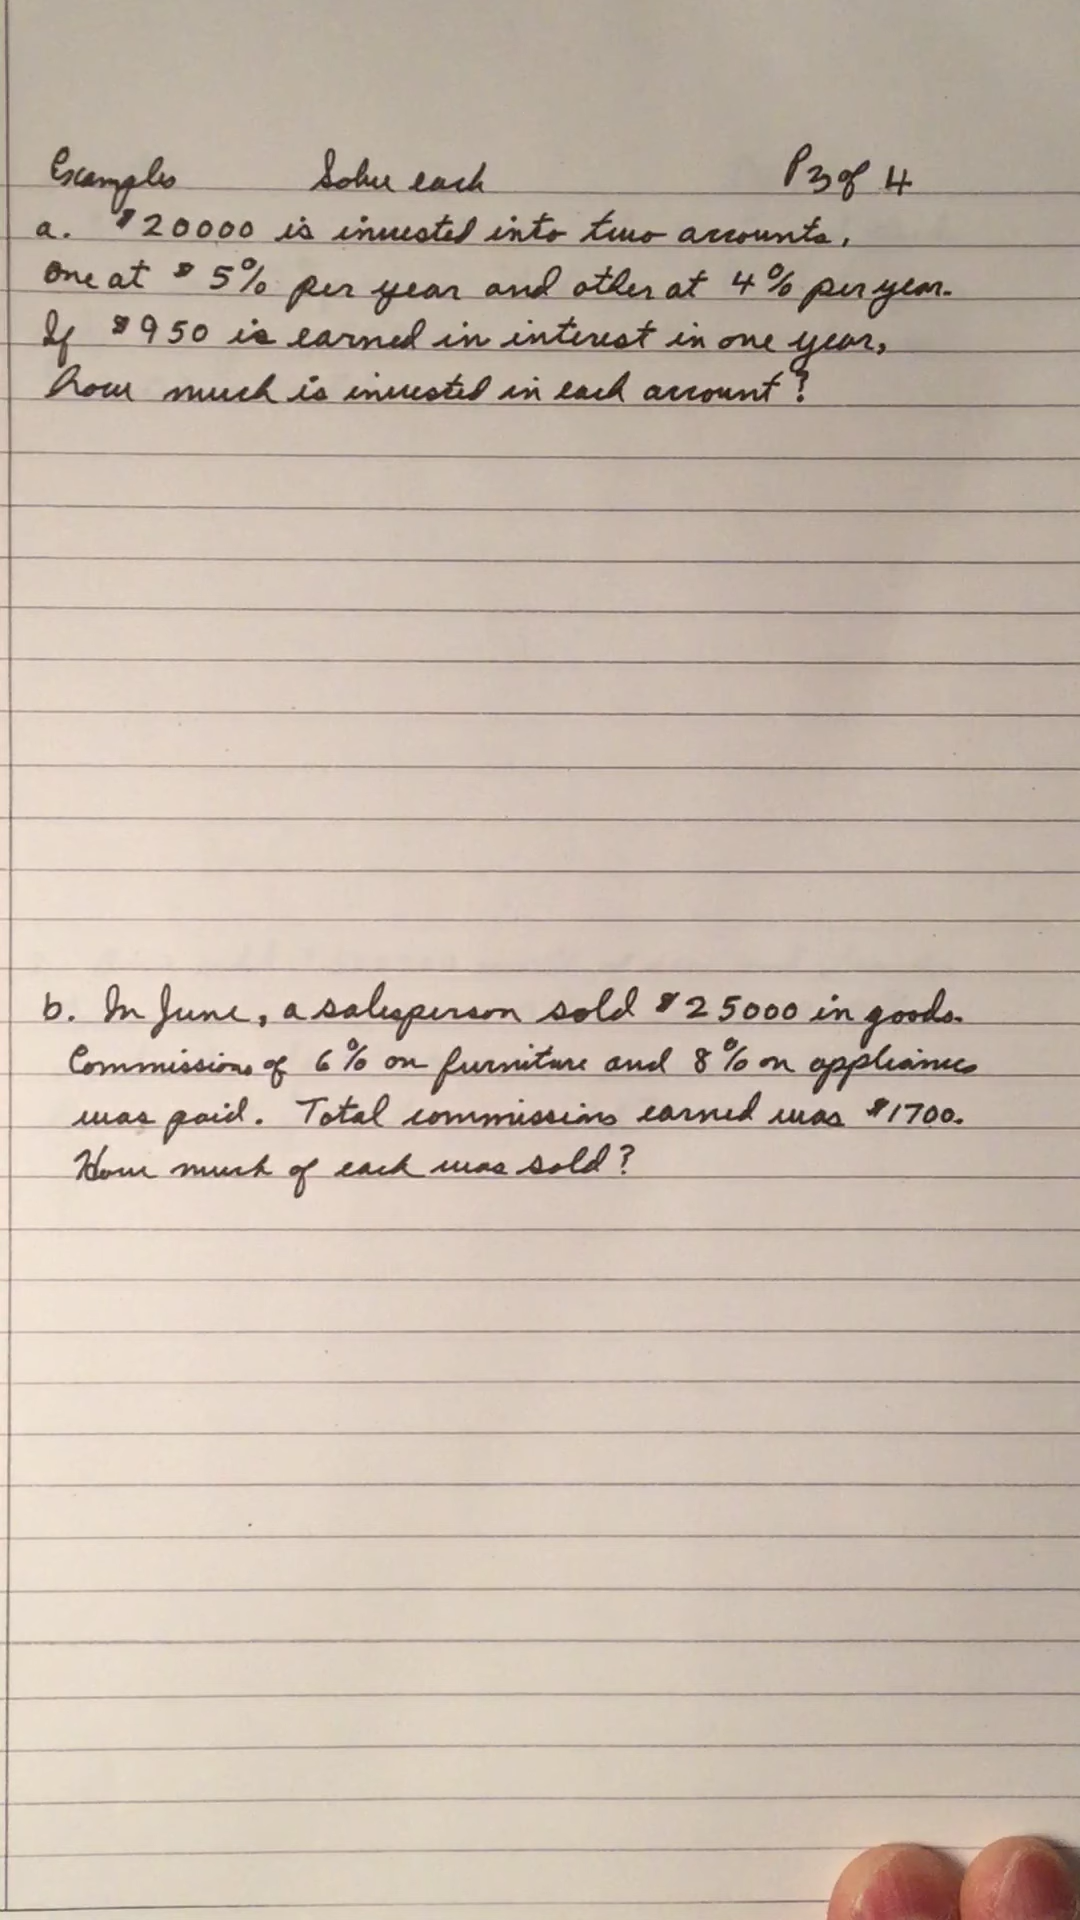 Examples Solve each P3 of 4
a. $20000 is invested into two accounts,
one at $ 5% per year and other at 4% per year.
If $950 is earned in interest in one year,
how much is invested in each account?
b. In June, a salesperson sold $25000 in goods.
Commissions of 6% on furniture and 8% on appliances
was paid. Total commissions earned was $1700.
How much of each was sold?